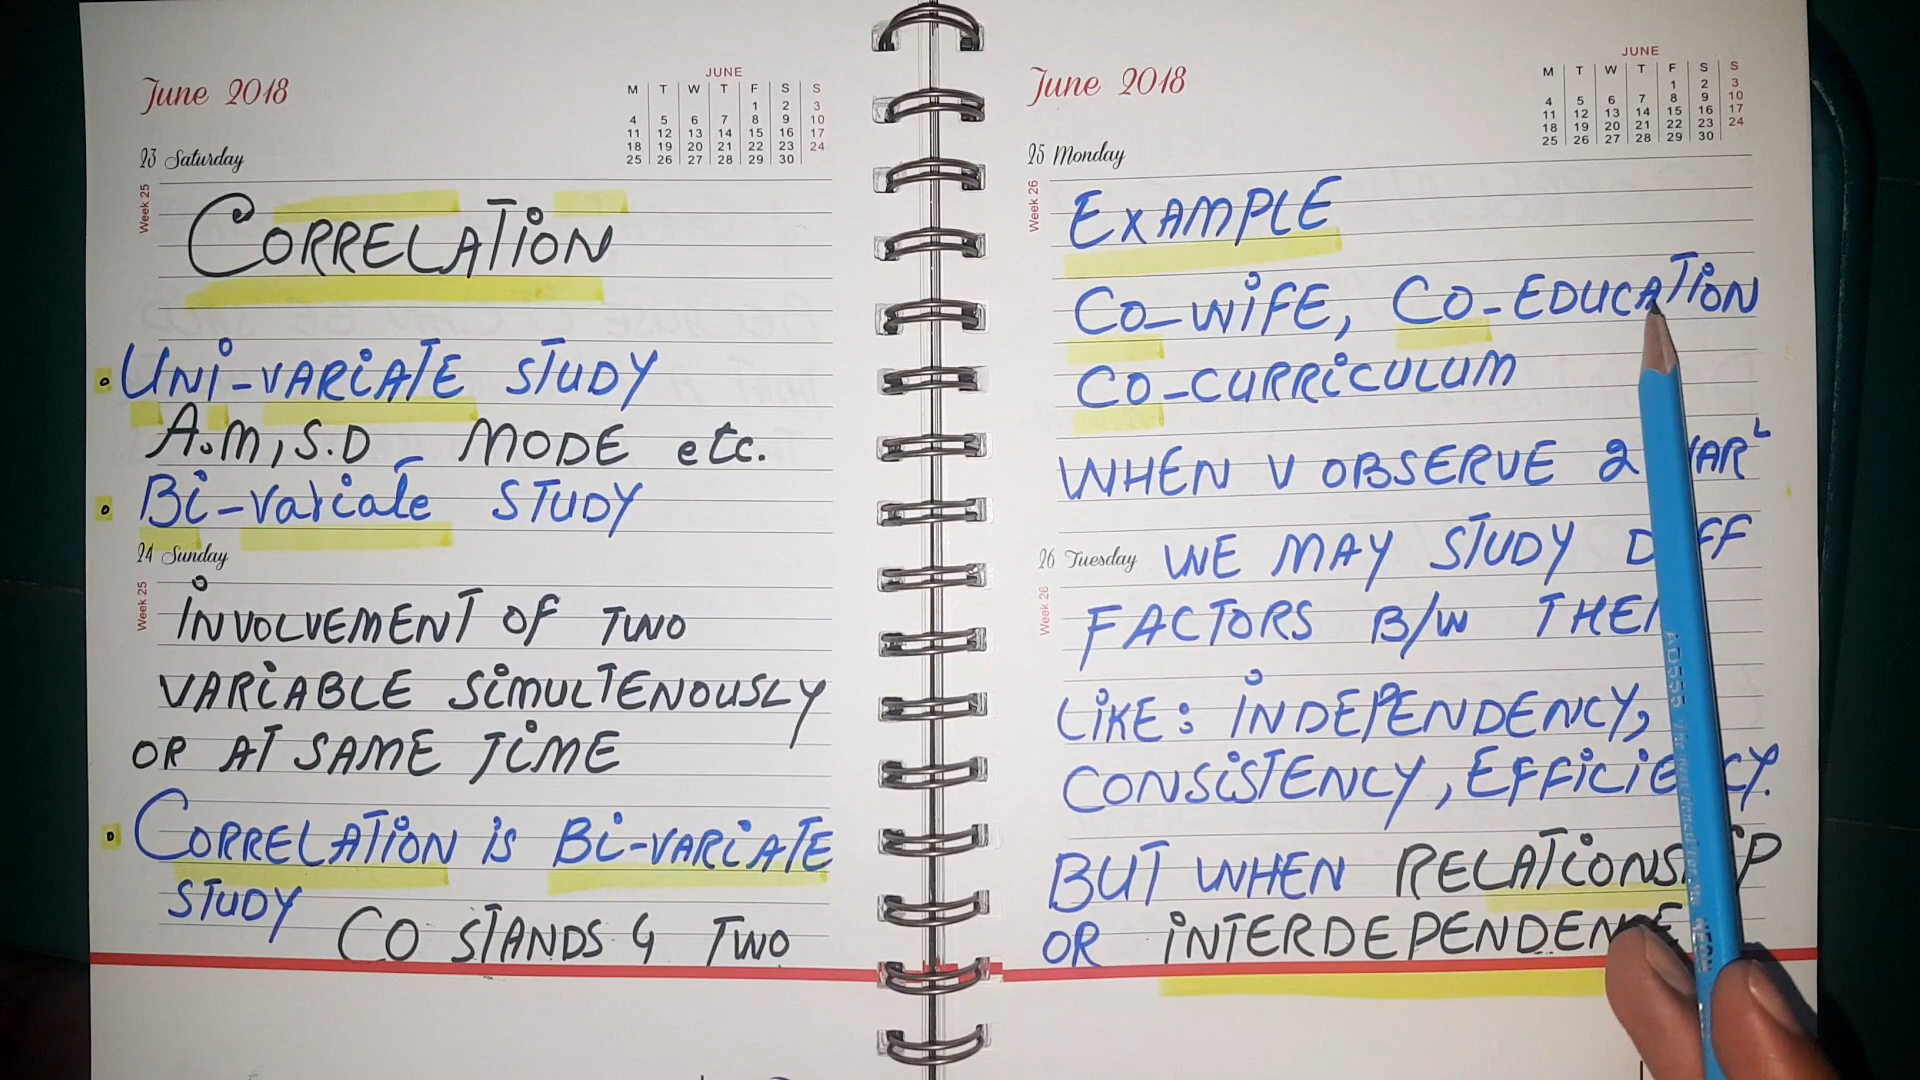 June 2018
JUNE
M T W T F S S
1 2 3
4 5 6 7 8 9 10
11 12 13 14 15 16 17
18 19 20 21 22 23 24
25 26 27 28 29 30
23 Saturday
Week 25
CORRELATION
UNI-VARIATE STUDY
A.M, S.D - MODE etc.
Bi-variate STUDY
24 Sunday
Week 25
INVOLVEMENT OF TWO
VARIABLE SIMULTENOUSLY
OR AT SAME TIME
CORRELATION is Bi-VARIATE
STUDY CO STANDS 4 TWO
June 2018
JUNE
M T W T F S S
1 2 3
4 5 6 7 8 9 10
11 12 13 14 15 16 17
18 19 20 21 22 23 24
25 26 27 28 29 30
25 Monday
Week 26
EXAMPLE
CO-WIFE, CO-EDUCATION
CO-CURRICULUM
WHEN V OBSERVE 2
26 Tuesday
WE MAY STUDY
Week 26
FACTORS B/W
LIKE: INDEPENDENCY,
CONSISTENCY,
BUT WHEN
OR